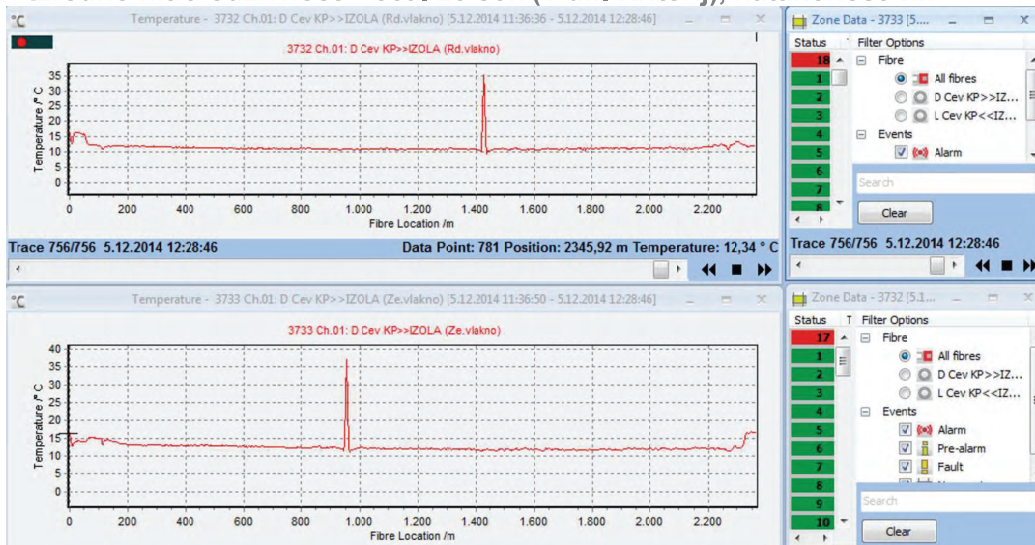 Temperature - 3732 Ch.01: D Cev KP>>IZOLA (Rd.vlakno) [5.12.2014 11:36:36 - 5.12.2014 12:28:46]
3732 Ch.01: D Cev KP>>IZOLA (Rd.vlakno)
Temperature /° C
35
30
25
20
15
10
5
0
0 200 400 600 800 1.000 1.200 1.400 1.600 1.800 2.000 2.200
Fibre Location /m
Trace 756/756 5.12.2014 12:28:46 Data Point: 781 Position: 2345,92 m Temperature: 12,34 ° C
Zone Data - 3733 [5....
Status T Filter Options
18 Fibre
1 All fibres
2 D Cev KP>>IZ...
3 L Cev KP<<IZ...
4 Events
5 Alarm
6
7 Search
8 Clear
Trace 756/756 5.12.2014 12:28:46
°C Temperature - 3733 Ch.01: D Cev KP>>IZOLA (Ze.vlakno) [5.12.2014 11:36:50 - 5.12.2014 12:28:46]
3733 Ch.01: D Cev KP>>IZOLA (Ze.vlakno)
Temperature /° C
40
35
30
25
20
15
10
5
0
0 200 400 600 800 1.000 1.200 1.400 1.600 1.800 2.000 2.200
Fibre Location /m
Zone Data - 3732 [5.1...
Status T Filter Options
17 Fibre
1 All fibres
2 D Cev KP>>IZ...
3 L Cev KP<<IZ...
4 Events
5 Alarm
6 Pre-alarm
7 Fault
8
9 Search
10 Clear